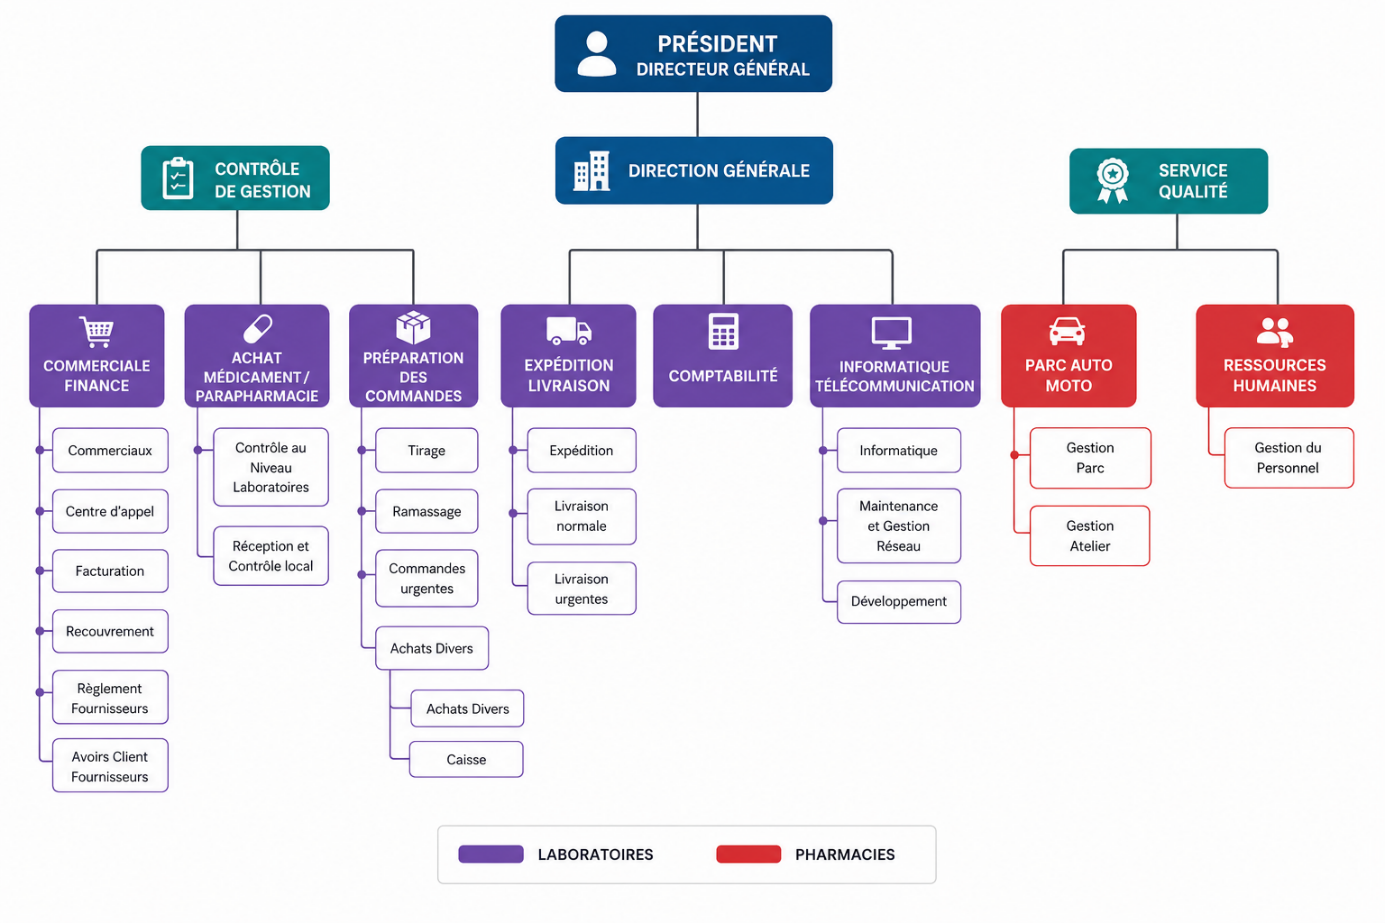 PRÉSIDENT
DIRECTEUR GÉNÉRAL
DIRECTION GÉNÉRALE
CONTRÔLE
DE GESTION
SERVICE
QUALITÉ
COMMERCIALE
FINANCE
Commerciaux
Centre d'appel
Facturation
Recouvrement
Règlement
Fournisseurs
Avoirs Client
Fournisseurs
ACHAT
MÉDICAMENT /
PARAPHARMACIE
Contrôle au
Niveau
Laboratoires
Réception et
Contrôle local
PRÉPARATION
DES
COMMANDES
Tirage
Ramassage
Commandes
urgentes
Achats Divers
Achats Divers
Caisse
EXPÉDITION
LIVRAISON
Expédition
Livraison
normale
Livraison
urgentes
COMPTABILITÉ
INFORMATIQUE
TÉLÉCOMMUNICATION
Informatique
Maintenance
et Gestion
Réseau
Développement
PARC AUTO
MOTO
Gestion
Parc
Gestion
Atelier
RESSOURCES
HUMAINES
Gestion du
Personnel
LABORATOIRES
PHARMACIES